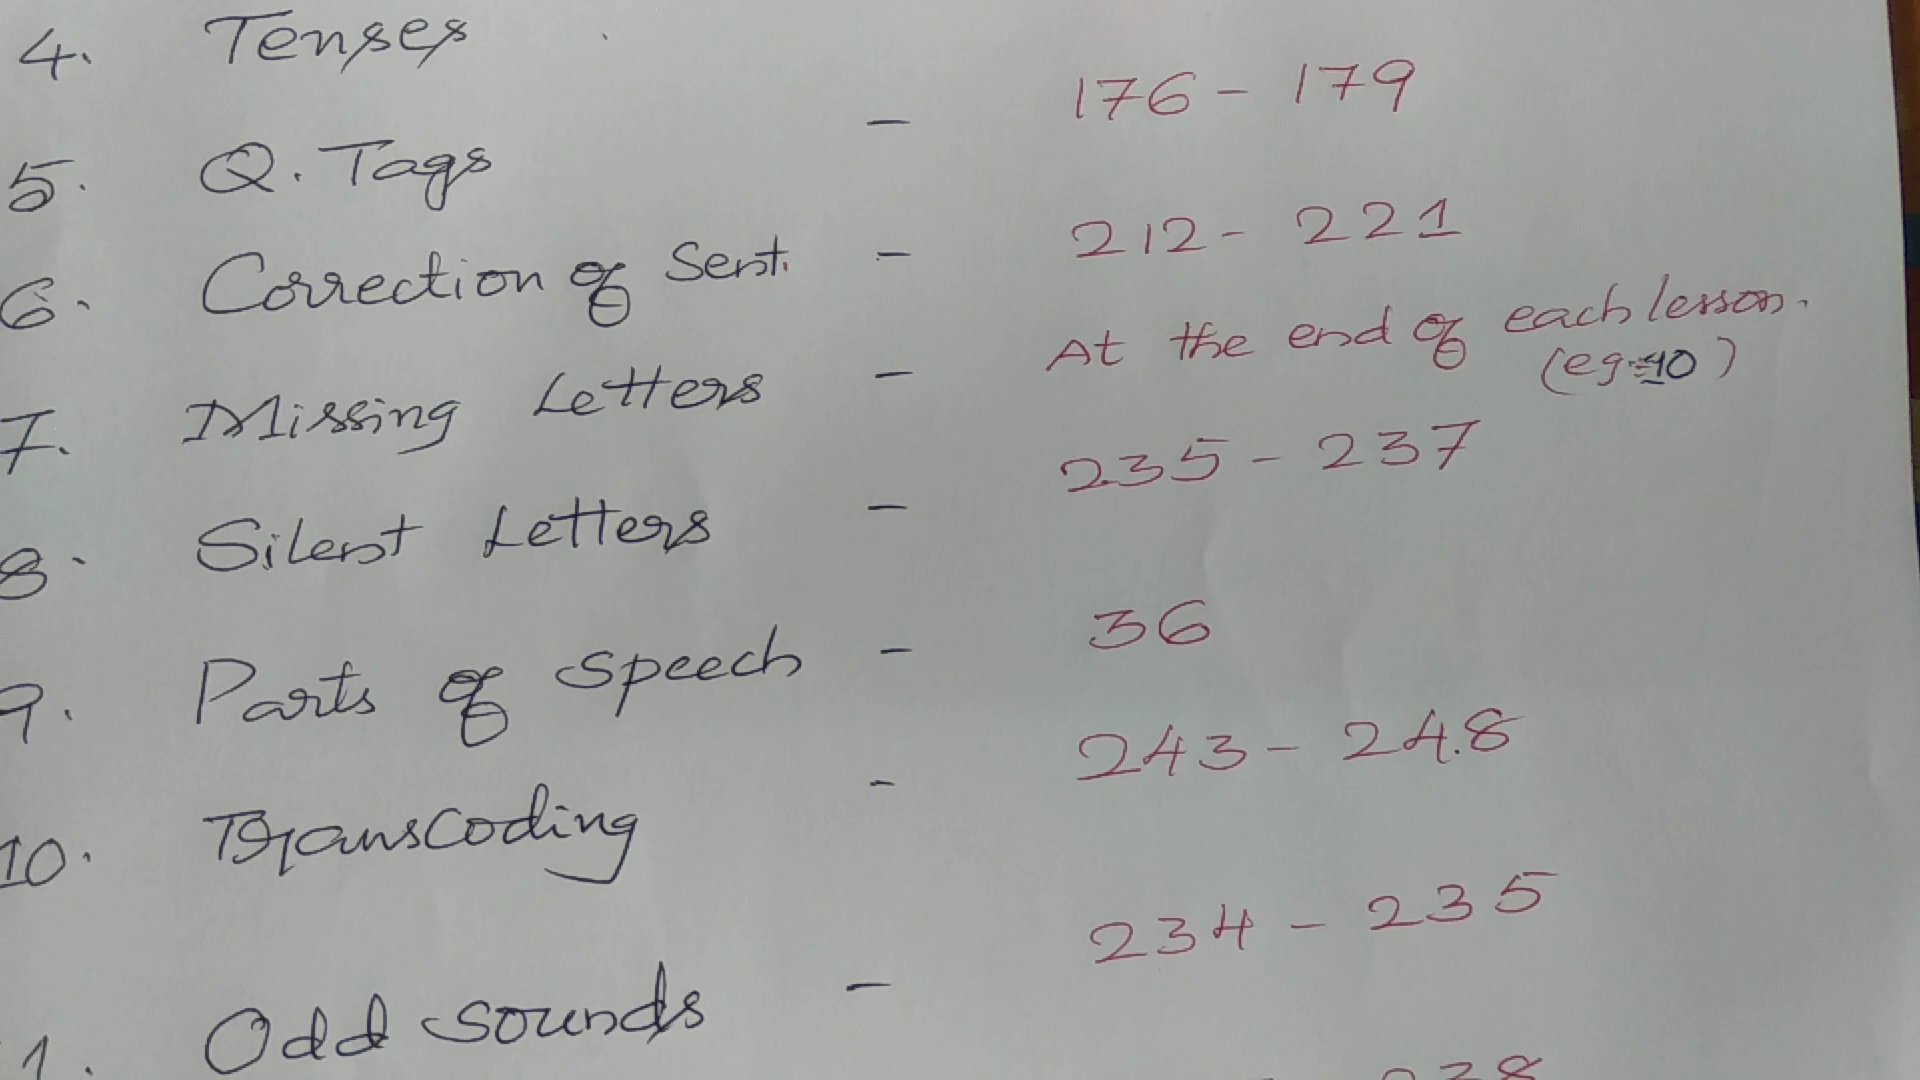 4. Tenses
5. Q. Tags - 176 - 179
6. Correction of Sent. - 212 - 221
7. Missing Letters - At the end of each lesson.
(eg:-10)
8. Silent Letters - 235 - 237
9. Parts of Speech - 36
10. Transcoding - 243 - 248
1. Odd Sounds - 234 - 235